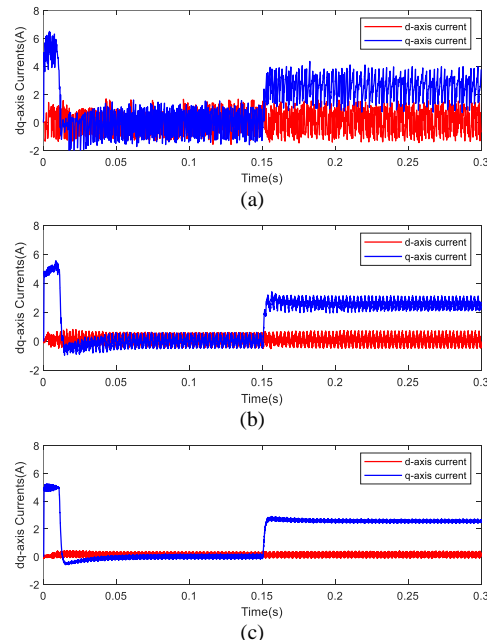 8
6
4
2
0
-2
dq-axis Currents(A)
d-axis current
q-axis current
0 0.05 0.1 0.15 0.2 0.25 0.3
Time(s)
(a)
8
6
4
2
0
-2
dq-axis Currents(A)
d-axis current
q-axis current
0 0.05 0.1 0.15 0.2 0.25 0.3
Time(s)
(b)
8
6
4
2
0
-2
dq-axis Currents(A)
d-axis current
q-axis current
0 0.05 0.1 0.15 0.2 0.25 0.3
Time(s)
(c)